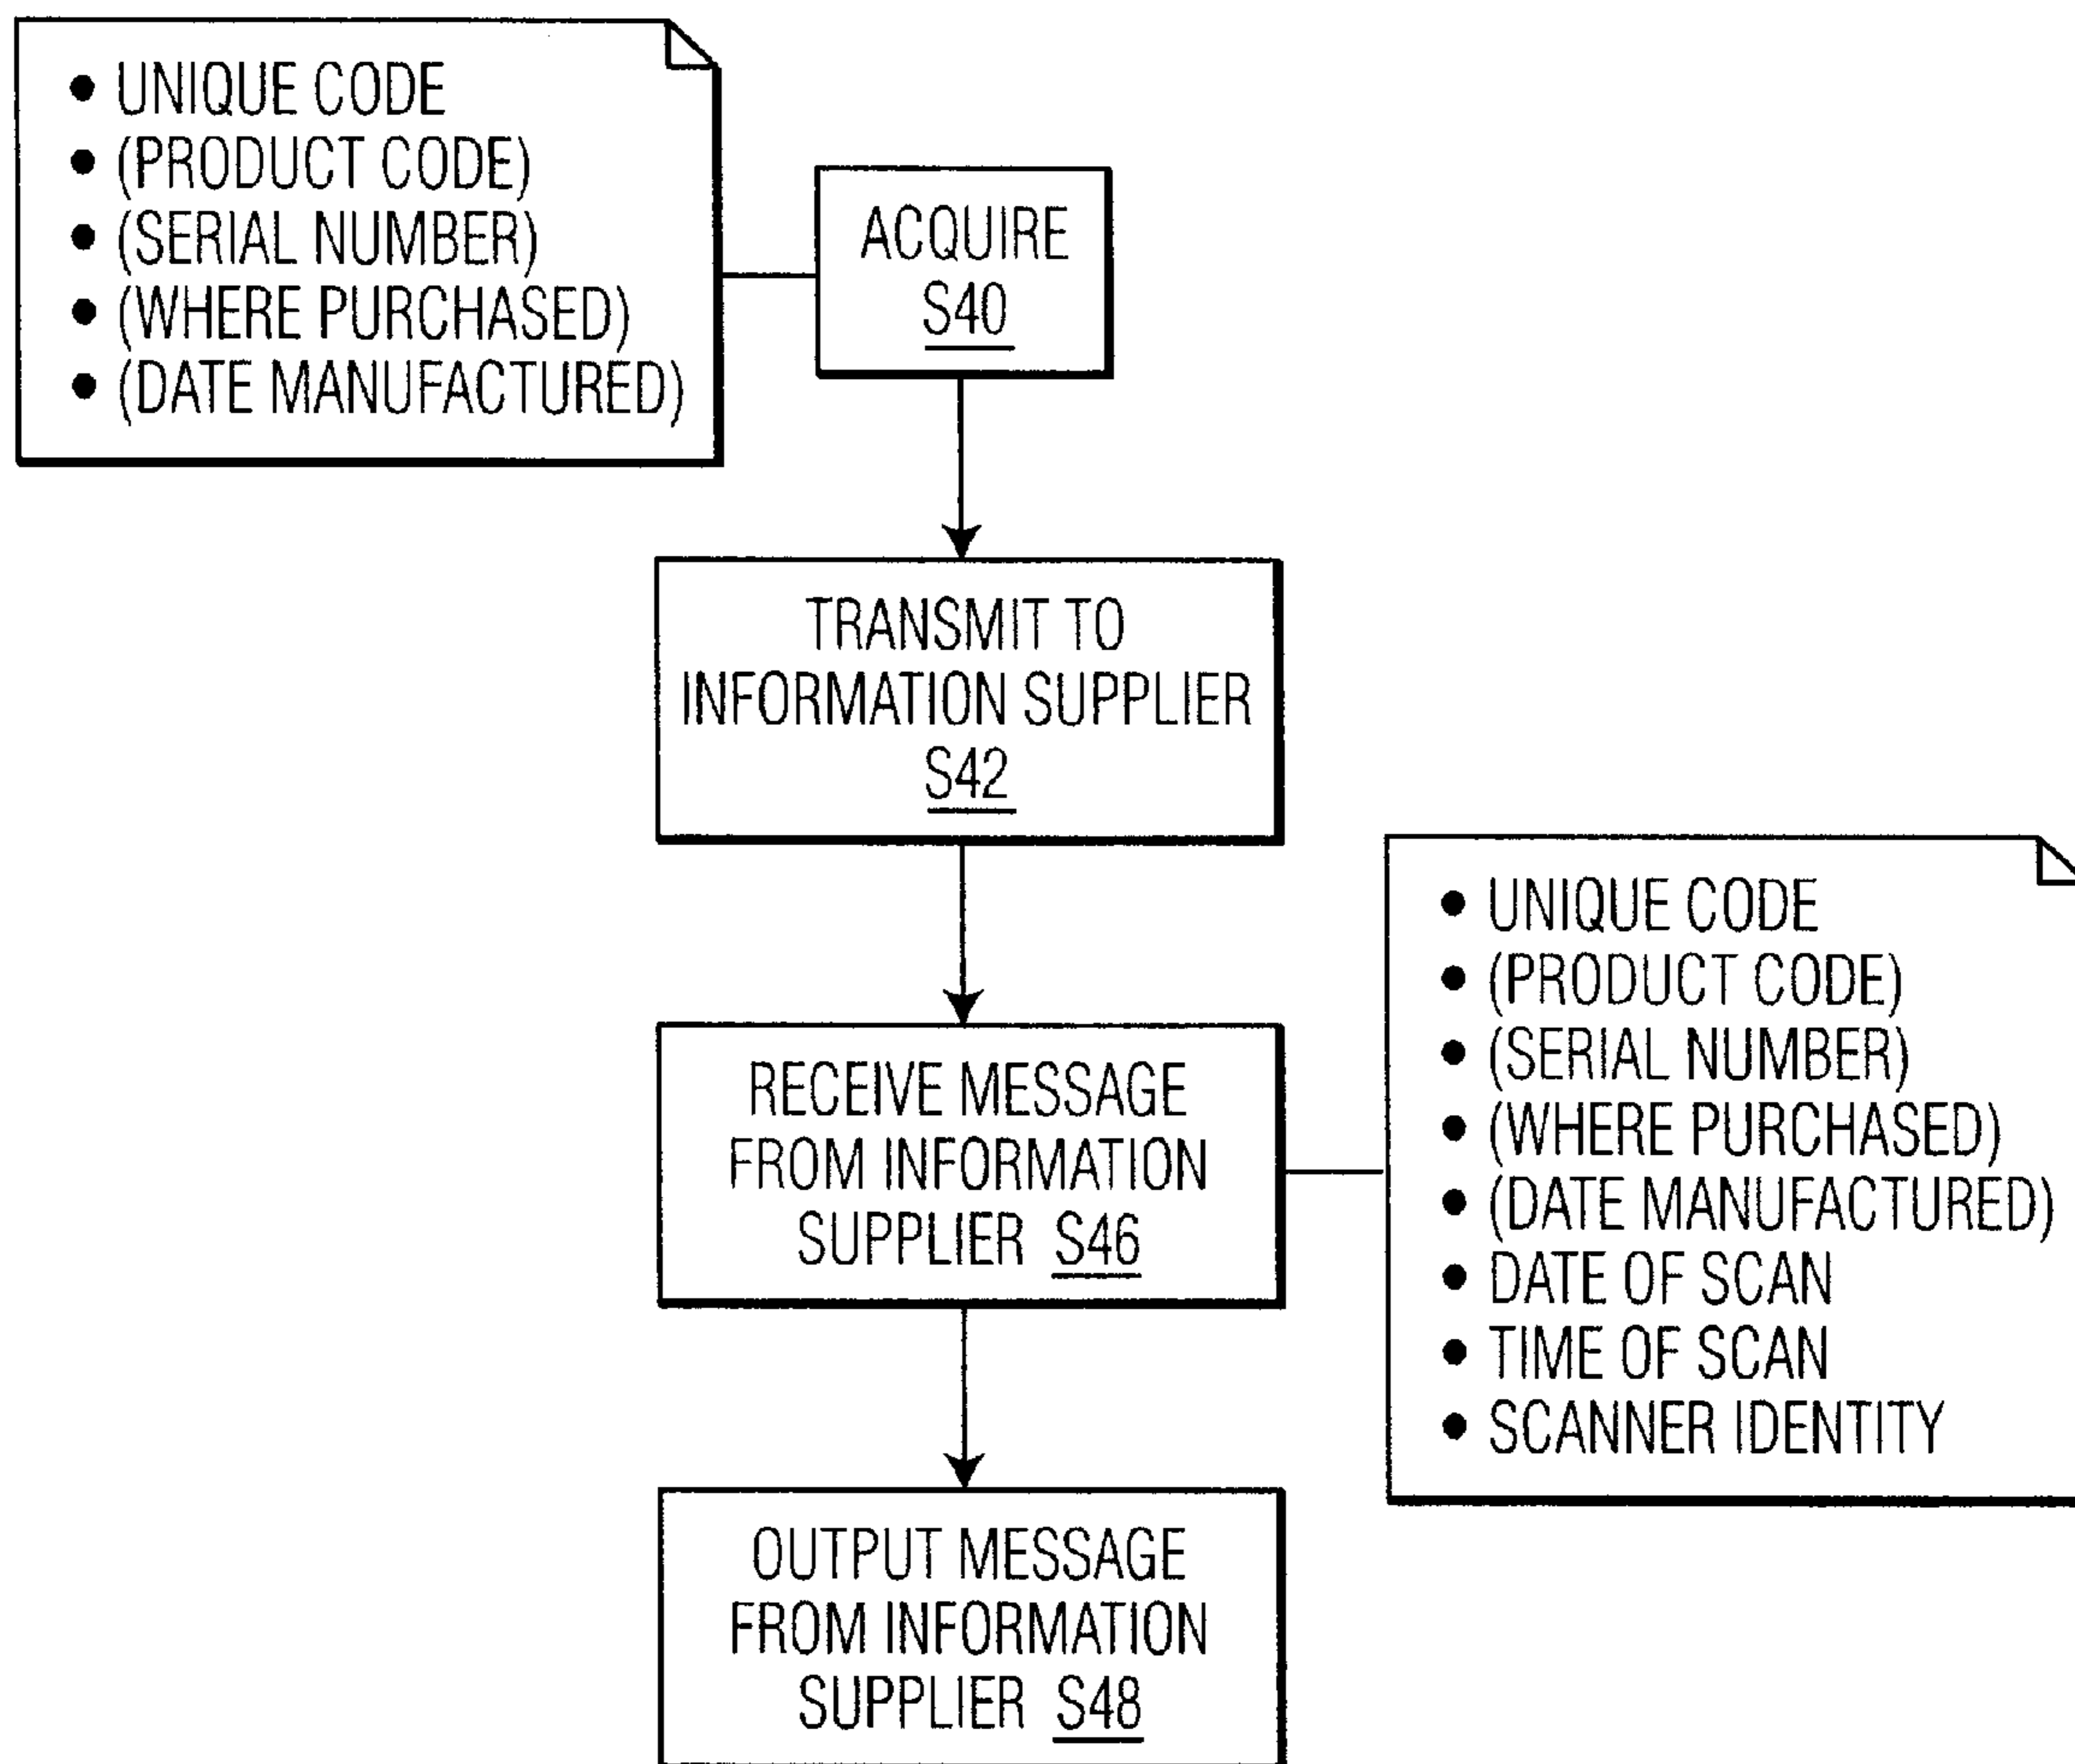 • UNIQUE CODE
• (PRODUCT CODE)
• (SERIAL NUMBER)
• (WHERE PURCHASED)
• (DATE MANUFACTURED)
ACQUIRE
S40
TRANSMIT TO
INFORMATION SUPPLIER
S42
RECEIVE MESSAGE
FROM INFORMATION
SUPPLIER S46
• UNIQUE CODE
• (PRODUCT CODE)
• (SERIAL NUMBER)
• (WHERE PURCHASED)
• (DATE MANUFACTURED)
• DATE OF SCAN
• TIME OF SCAN
• SCANNER IDENTITY
OUTPUT MESSAGE
FROM INFORMATION
SUPPLIER S48